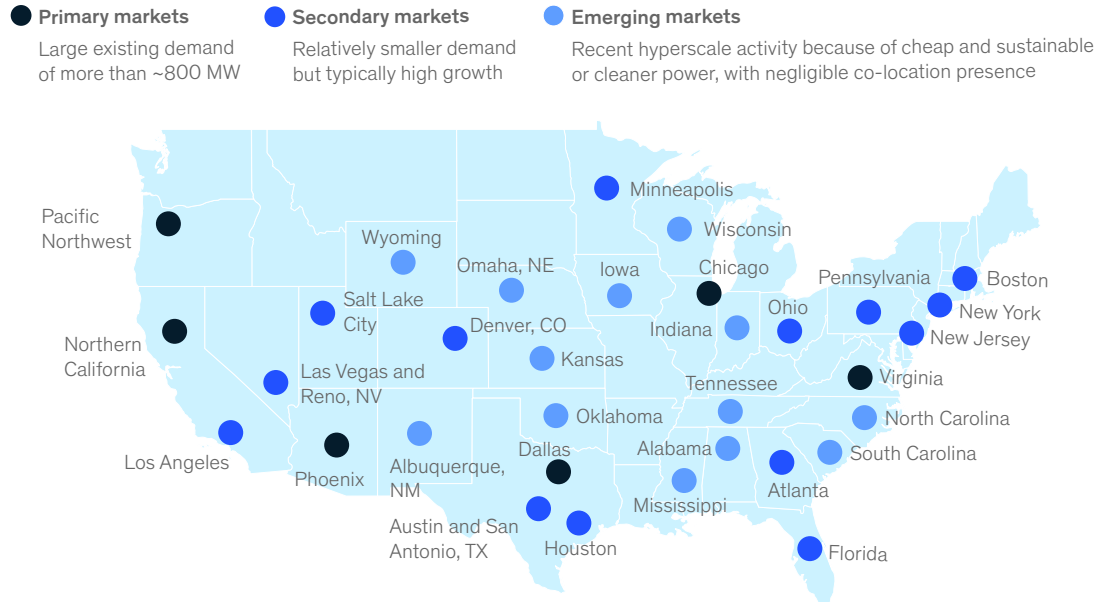 Primary markets
Large existing demand
of more than ~800 MW
Secondary markets
Relatively smaller demand
but typically high growth
Emerging markets
Recent hyperscale activity because of cheap and sustainable
or cleaner power, with negligible co-location presence
Minneapolis
Pacific
Northwest
Wisconsin
Wyoming
Omaha, NE
Iowa
Chicago
Pennsylvania
Boston
Salt Lake
City
Denver, CO
Indiana
Ohio
New York
New Jersey
Northern
California
Kansas
Las Vegas and
Reno, NV
Tennessee
Virginia
Oklahoma
North Carolina
Los Angeles
Phoenix
Albuquerque,
NM
Dallas
Alabama
South Carolina
Mississippi
Atlanta
Austin and San
Antonio, TX
Houston
Florida